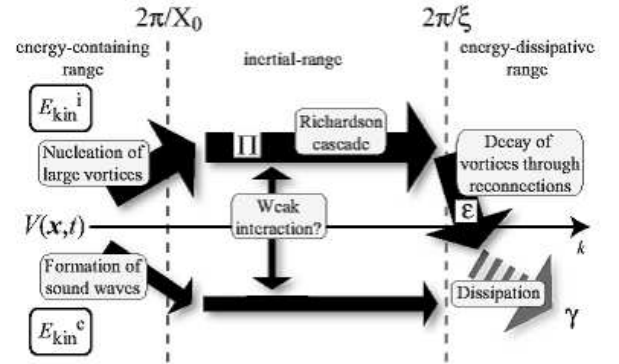 2π/X₀
2π/ξ
energy-containing
range
inertial-range
energy-dissipative
range
E_kin^i
Nucleation of
large vortices
Π
Richardson
cascade
Decay of
vortices through
reconnections
ε
Weak
interaction?
V(x,t)
k
Formation of
sound waves
Dissipation
γ
E_kin^c